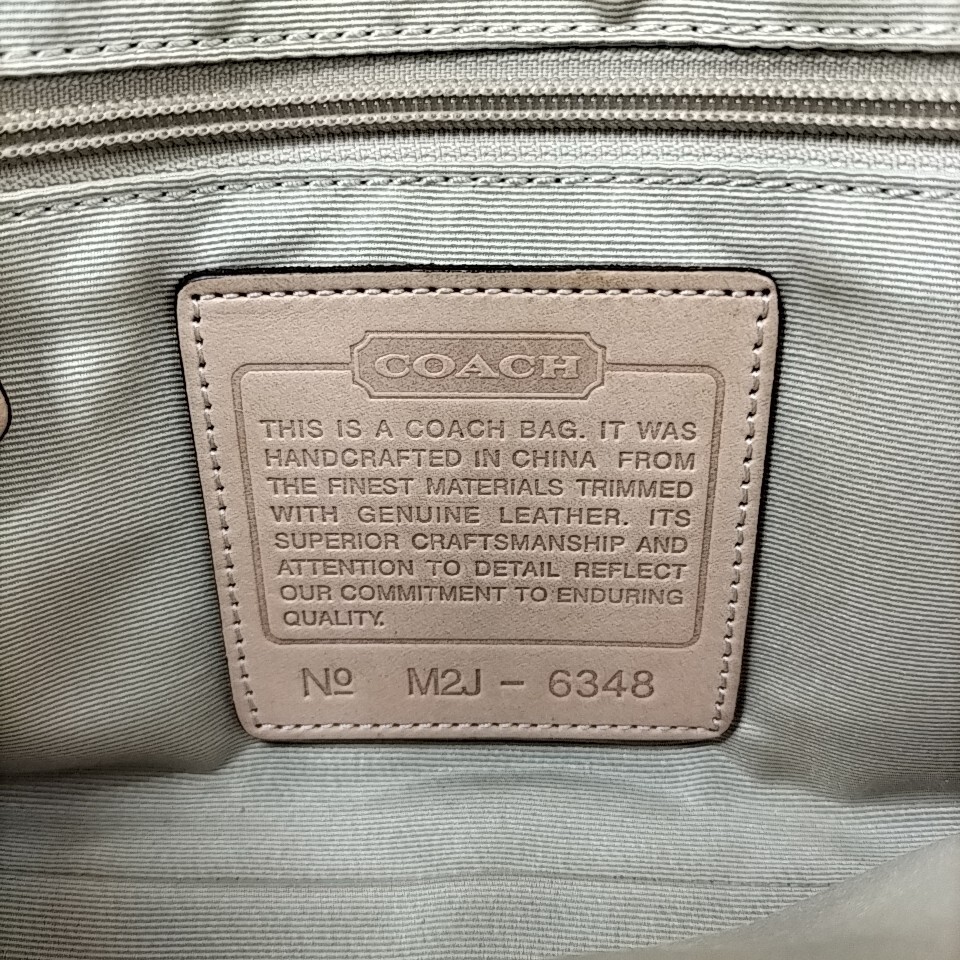 COACH
THIS IS A COACH BAG. IT WAS
HANDCRAFTED IN CHINA FROM
THE FINEST MATERIALS TRIMMED
WITH GENUINE LEATHER. ITS
SUPERIOR CRAFTSMANSHIP AND
ATTENTION TO DETAIL REFLECT
OUR COMMITMENT TO ENDURING
QUALITY.
Nº M2J - 6348